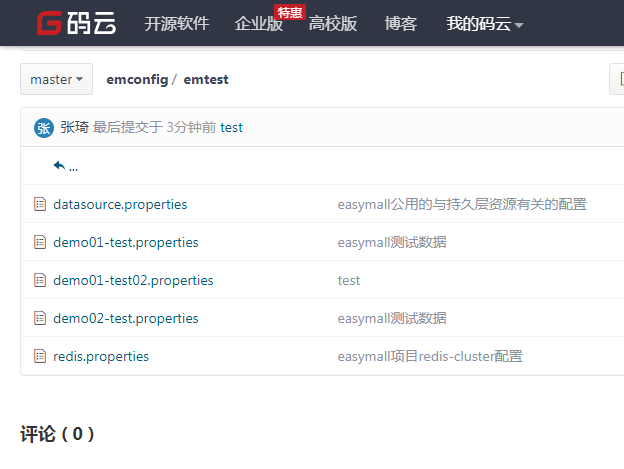 码云 开源软件 企业版 特惠 高校版 博客 我的码云
master emconfig / emtest
张 张琦 最后提交于 3分钟前 test
...
datasource.properties easymall公用的与持久层资源有关的配置
demo01-test.properties easymall测试数据
demo01-test02.properties test
demo02-test.properties easymall测试数据
redis.properties easymall项目redis-cluster配置
评论 ( 0 )